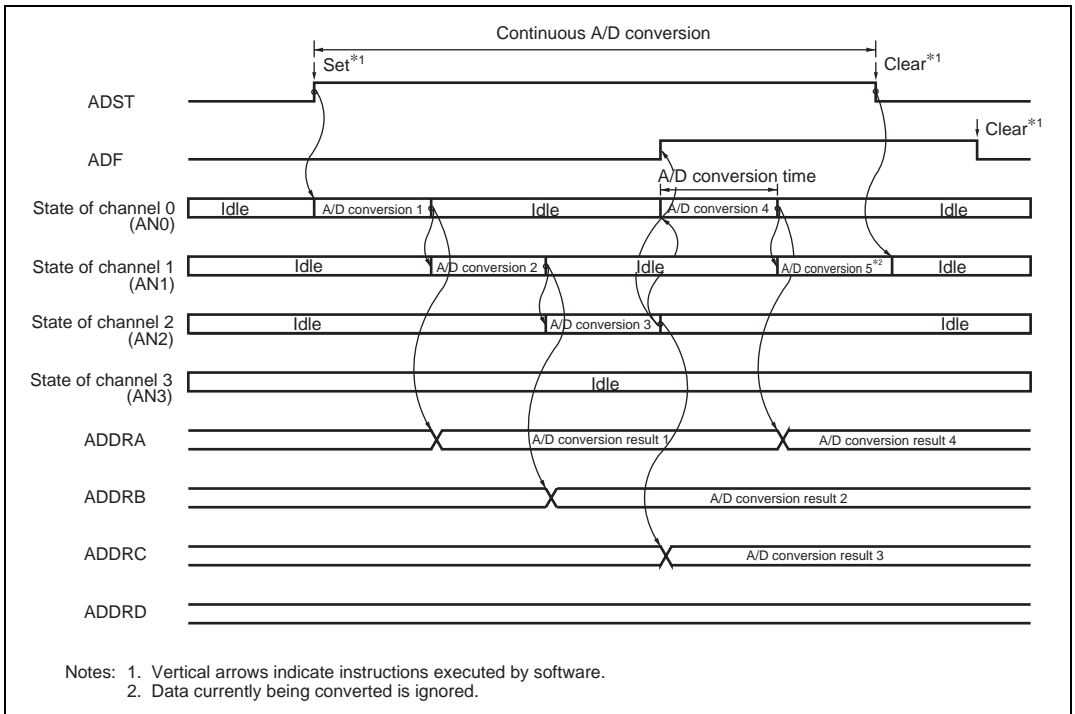 Continuous A/D conversion
Set*1
Clear*1
ADST
Clear*1
ADF
A/D conversion time
State of channel 0
(AN0)
Idle
A/D conversion 1
Idle
A/D conversion 4
Idle
State of channel 1
(AN1)
Idle
A/D conversion 2
Idle
A/D conversion 5*2
Idle
State of channel 2
(AN2)
Idle
A/D conversion 3
Idle
State of channel 3
(AN3)
Idle
ADDRA
A/D conversion result 1
A/D conversion result 4
ADDRB
A/D conversion result 2
ADDRC
A/D conversion result 3
ADDRD
Notes: 1. Vertical arrows indicate instructions executed by software.
2. Data currently being converted is ignored.